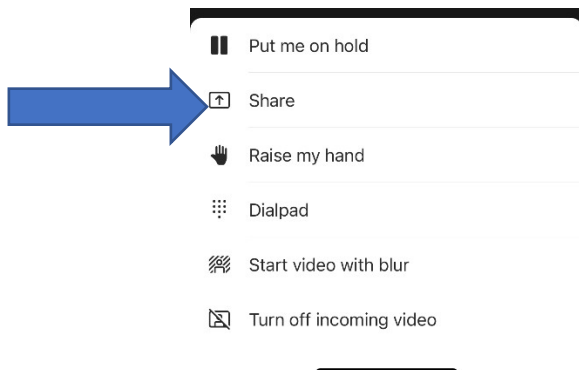 Put me on hold
Share
Raise my hand
Dialpad
Start video with blur
Turn off incoming video